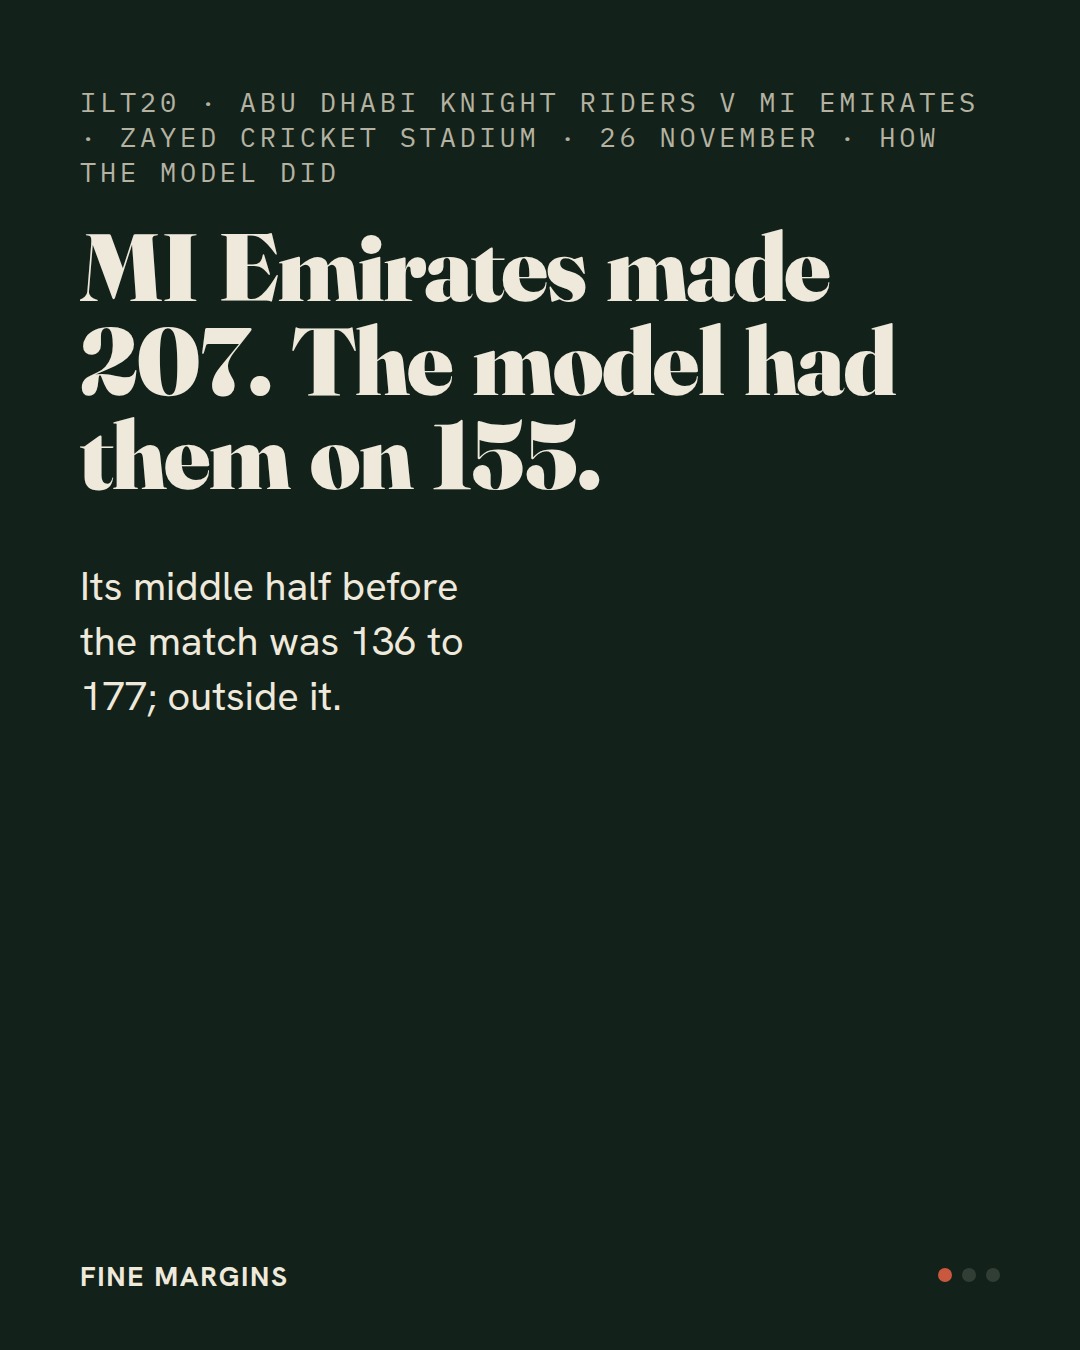 ILT20 · ABU DHABI KNIGHT RIDERS V MI EMIRATES
· ZAYED CRICKET STADIUM · 26 NOVEMBER · HOW
THE MODEL DID
MI Emirates made
207. The model had
them on 155.
Its middle half before
the match was 136 to
177; outside it.
FINE MARGINS